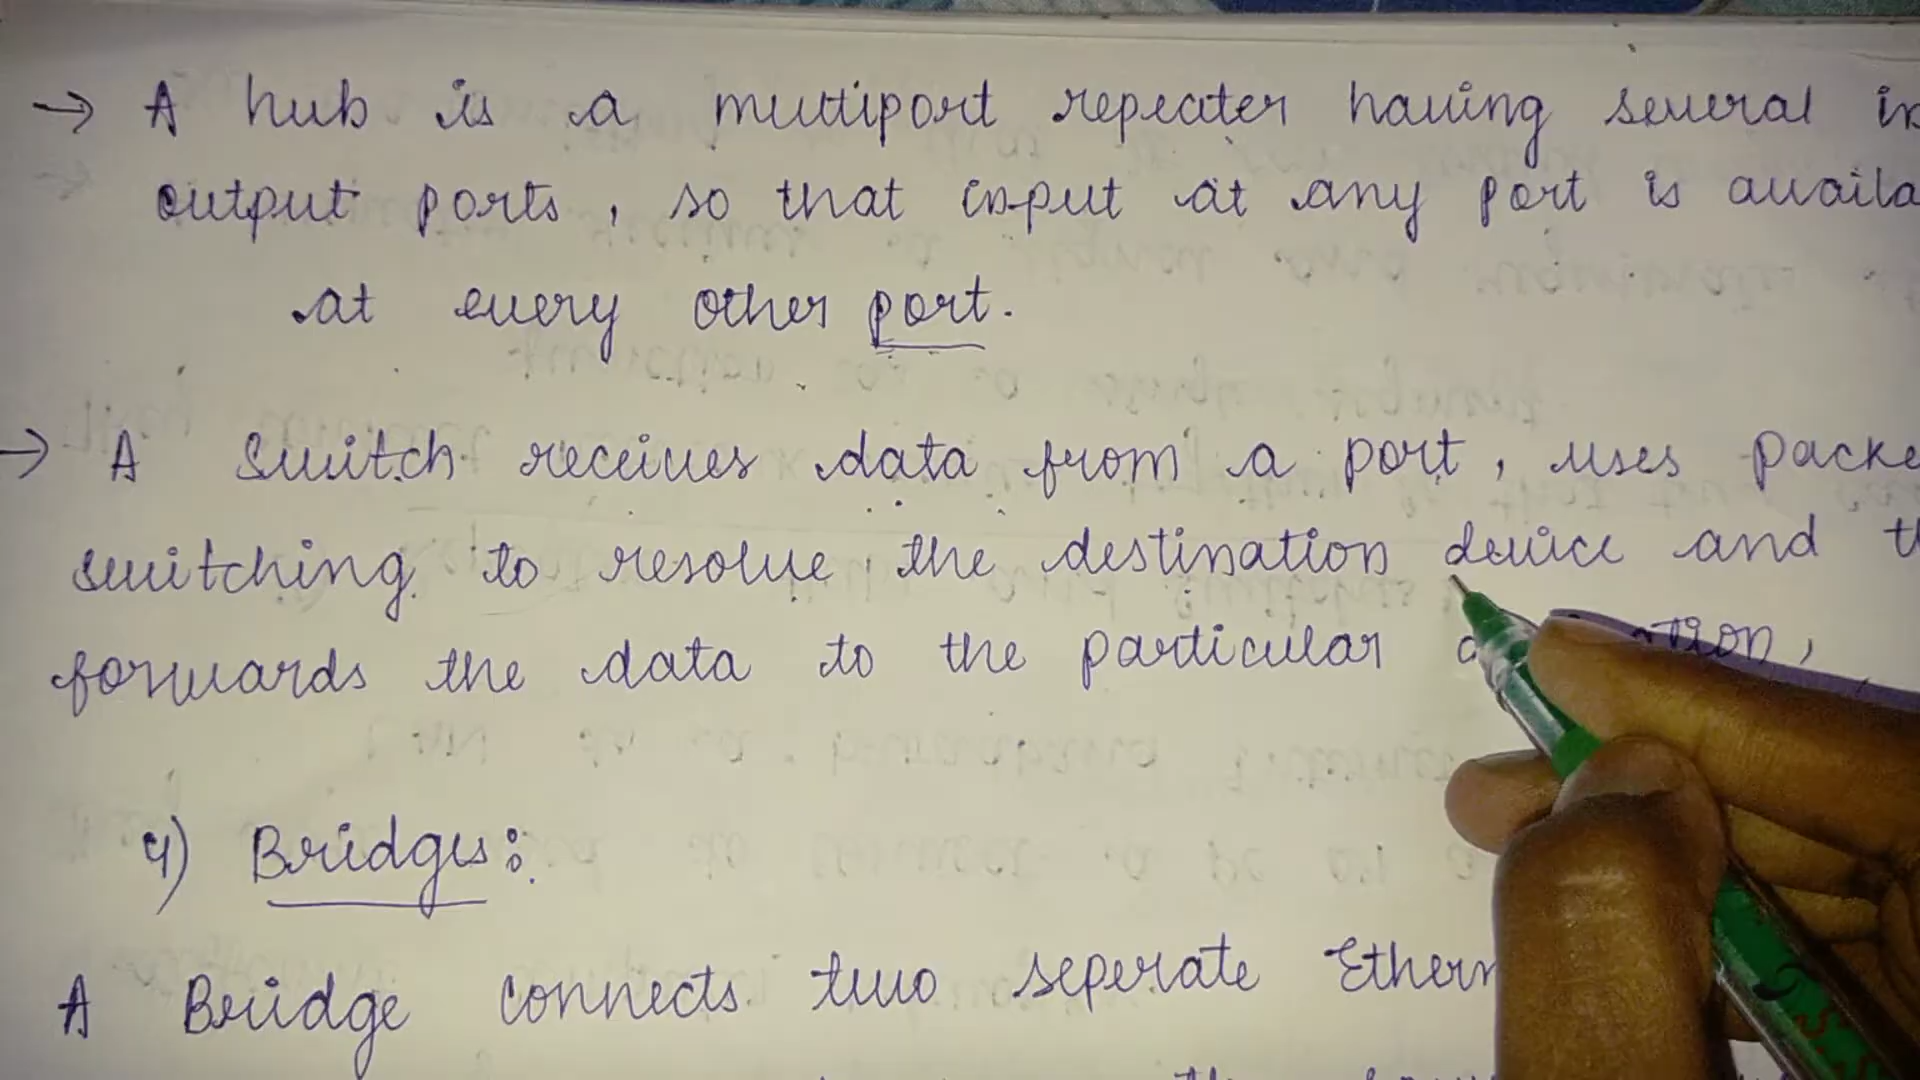 → A hub is a multiport repeater having several
output ports, so that input at any port is
at every other port.
→ A switch receives data from a port, uses
switching to resolve the destination device and
forwards the data to the particular
4) Bridges:
A Bridge connects two seperate